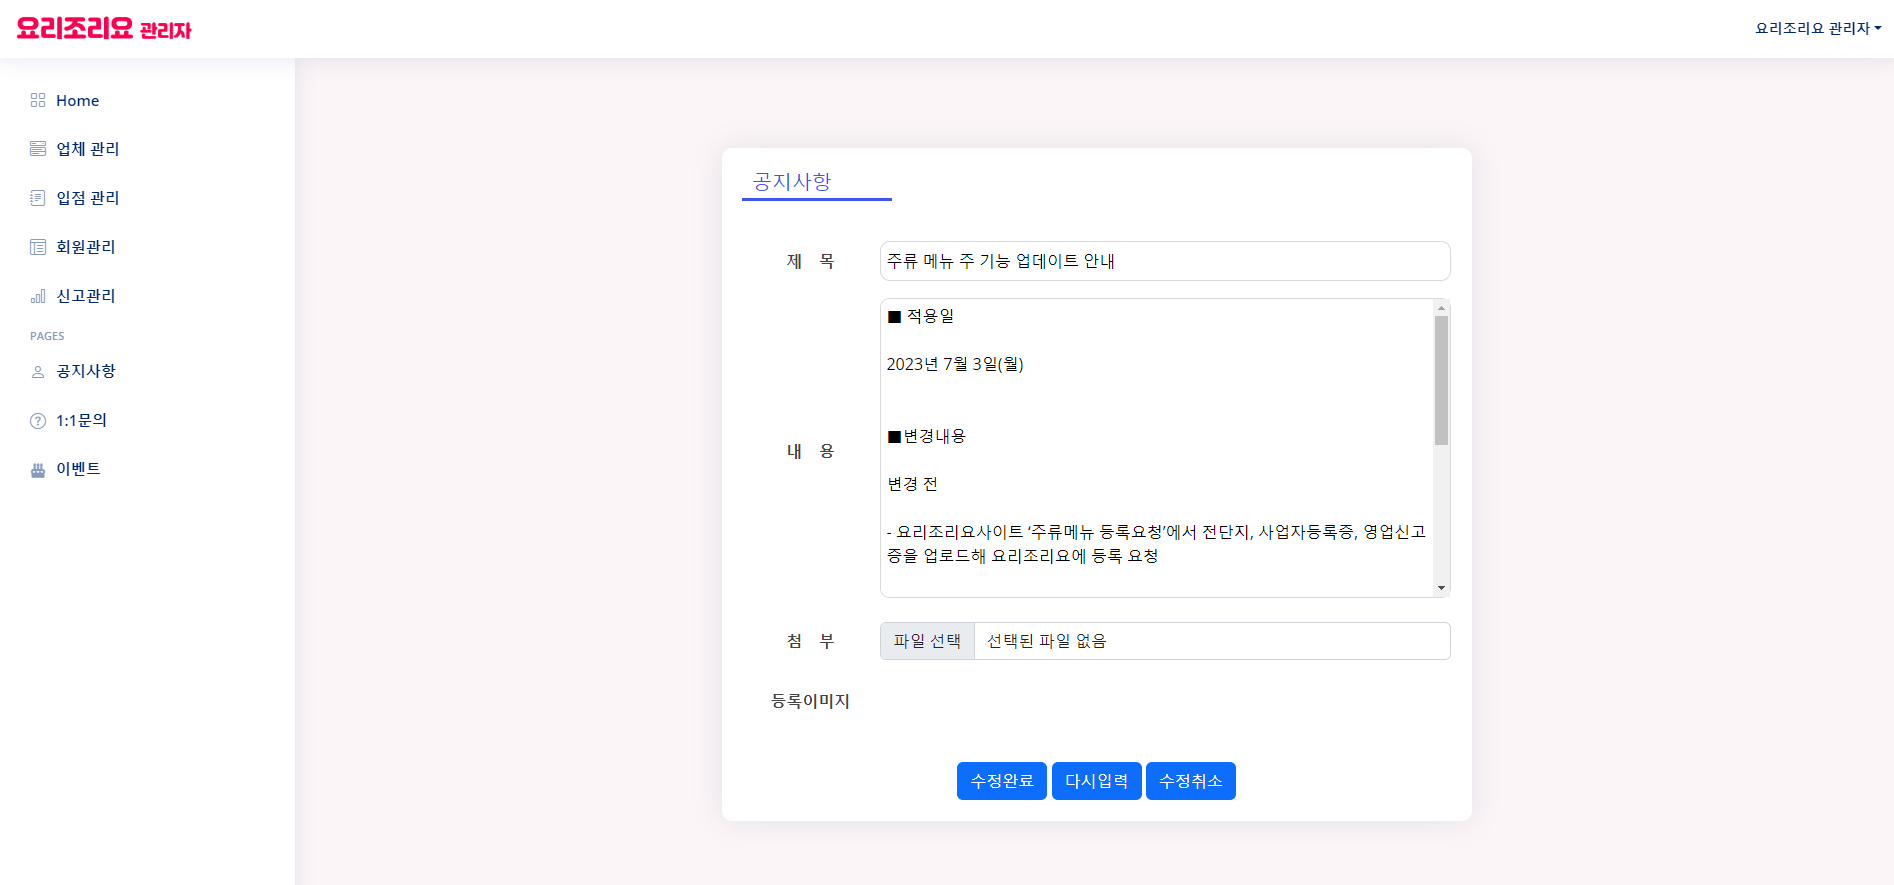 요리조리요 관리자
요리조리요 관리자
Home
업체 관리
입점 관리
회원관리
신고관리
PAGES
공지사항
1:1문의
이벤트
공지사항
제 목
주류 메뉴 주 기능 업데이트 안내
내 용
■ 적용일
2023년 7월 3일(월)
■변경내용
변경 전
- 요리조리요사이트 ‘주류메뉴 등록요청’에서 전단지, 사업자등록증, 영업신고
증을 업로드해 요리조리요에 등록 요청
첨 부
파일 선택 선택된 파일 없음
등록이미지
수정완료 다시입력 수정취소